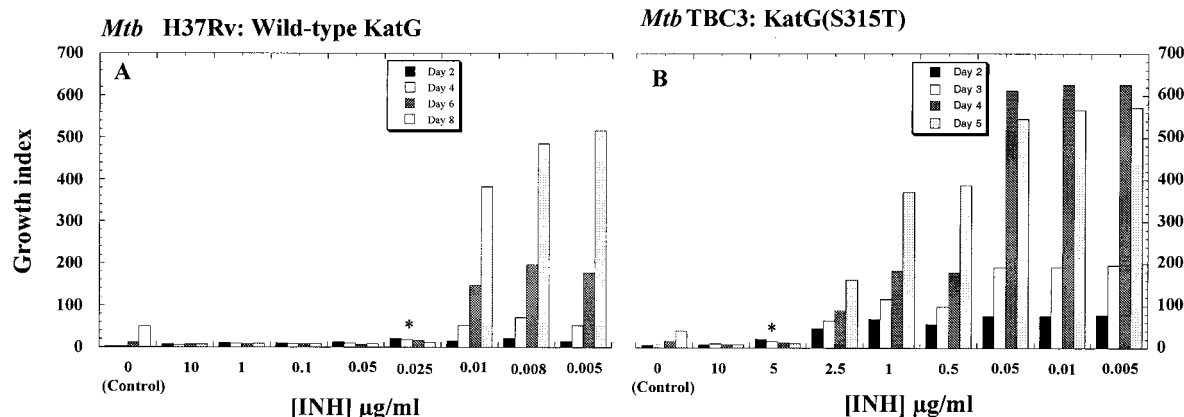 Mtb H37Rv: Wild-type KatG
Mtb TBC3: KatG(S315T)
A
Day 2
Day 4
Day 6
Day 8
B
Day 2
Day 3
Day 4
Day 5
Growth index
700
600
500
400
300
200
100
0
700
600
500
400
300
200
100
0
*
*
0 10 1 0.1 0.05 0.025 0.01 0.008 0.005
(Control)
[INH] µg/ml
0 10 5 2.5 1 0.5 0.05 0.01 0.005
(Control)
[INH] µg/ml